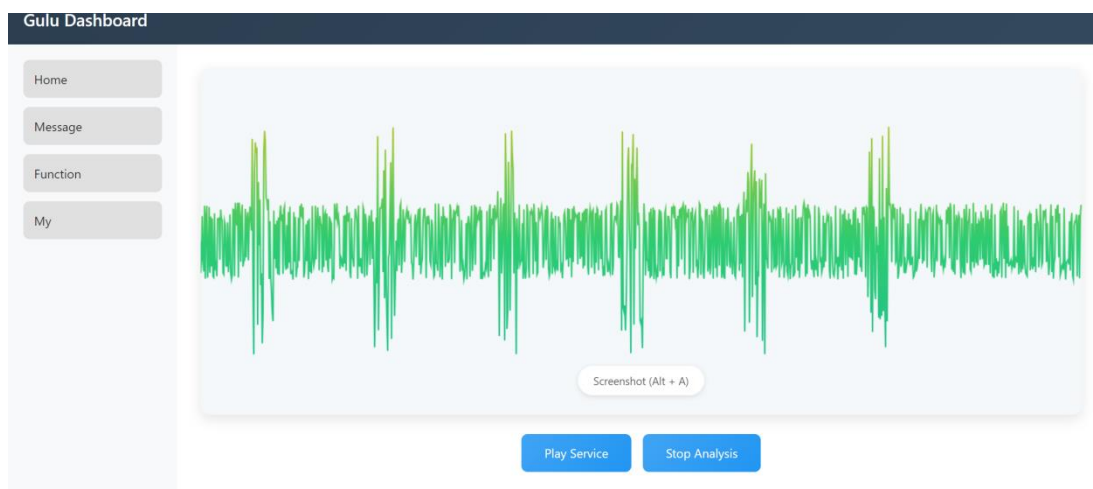 Gulu Dashboard
Home
Message
Function
My
Screenshot (Alt + A)
Play Service
Stop Analysis